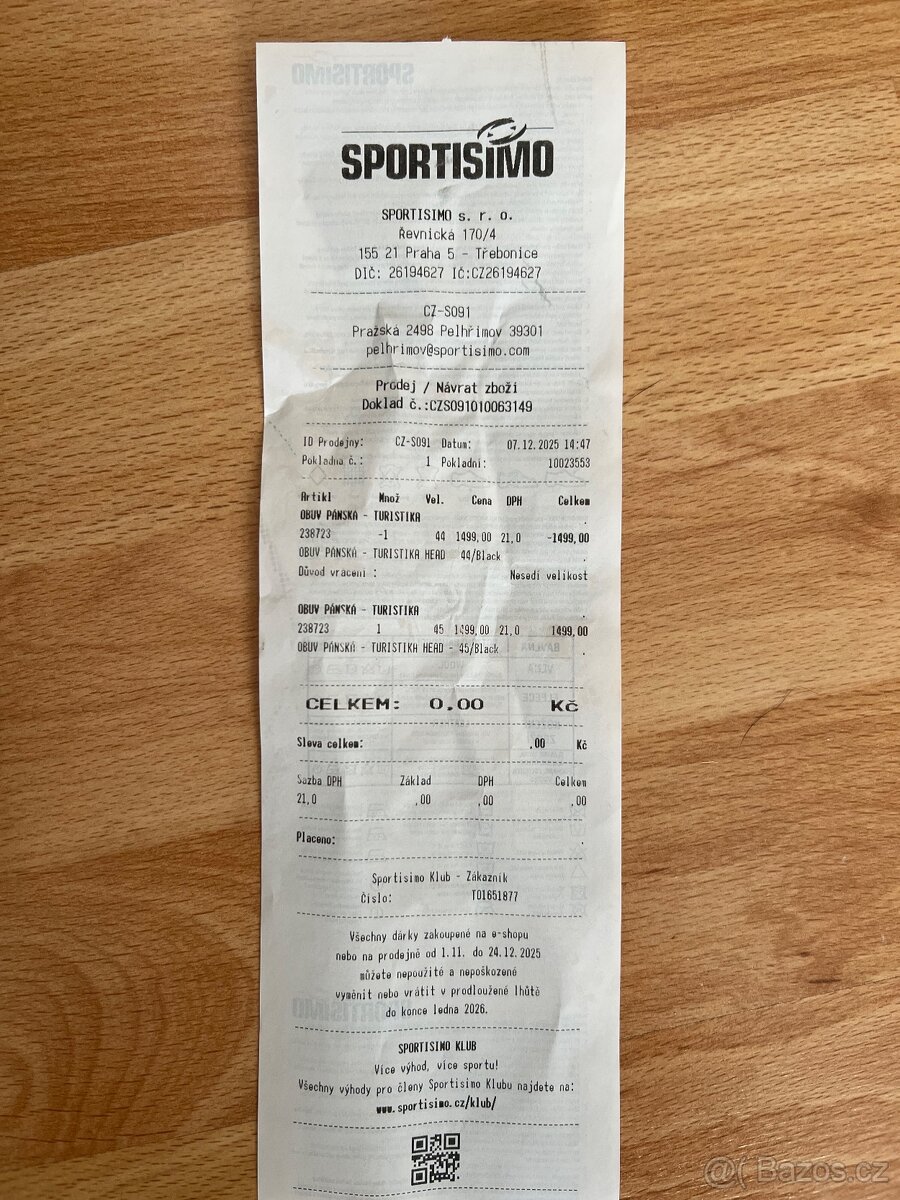 SPORTISIMO
SPORTISIMO s. r. o.
Řevnická 170/4
155 21 Praha 5 - Třebonice
DIČ: 26194627 IČ:CZ26194627
CZ-S091
Pražská 2498 Pelhřimov 39301
pelhrimov@sportisimo.com
Prodej / Návrat zboží
Doklad č.:CZS091010063149
ID Prodejny: CZ-S091 Datum: 07.12.2025 14:47
Pokladna č.: 1 Pokladní: 10023553
Artikl Množ Vel. Cena DPH Celkem
OBUV PÁNSKÁ - TURISTIKA .
238723 -1 44 1499,00 21,0 -1499,00
OBUV PÁNSKÁ - TURISTIKA HEAD 44/Black .
Důvod vrácení : Nesedí velikost
OBUV PÁNSKÁ - TURISTIKA .
238723 1 45 1499,00 21,0 1499,00
OBUV PÁNSKÁ - TURISTIKA HEAD - 45/Black .
CELKEM: 0.00 Kč
Sleva celkem: ,00 Kč
Sazba DPH Základ DPH Celkem
21,0 ,00 ,00 ,00
Placeno: .
Sportisimo Klub - Zákazník
Číslo: T01651877
Všechny dárky zakoupené na e-shopu
nebo na prodejně od 1.11. do 24.12.2025
můžete nepoužité a nepoškozené
vyměnit nebo vrátit v prodloužené lhůtě
do konce ledna 2026.
SPORTISIMO KLUB
Více výhod, více sportu!
Všechny výhody pro členy Sportisimo Klubu najdete na:
www.sportisimo.cz/klub/
@( Bazos.cz